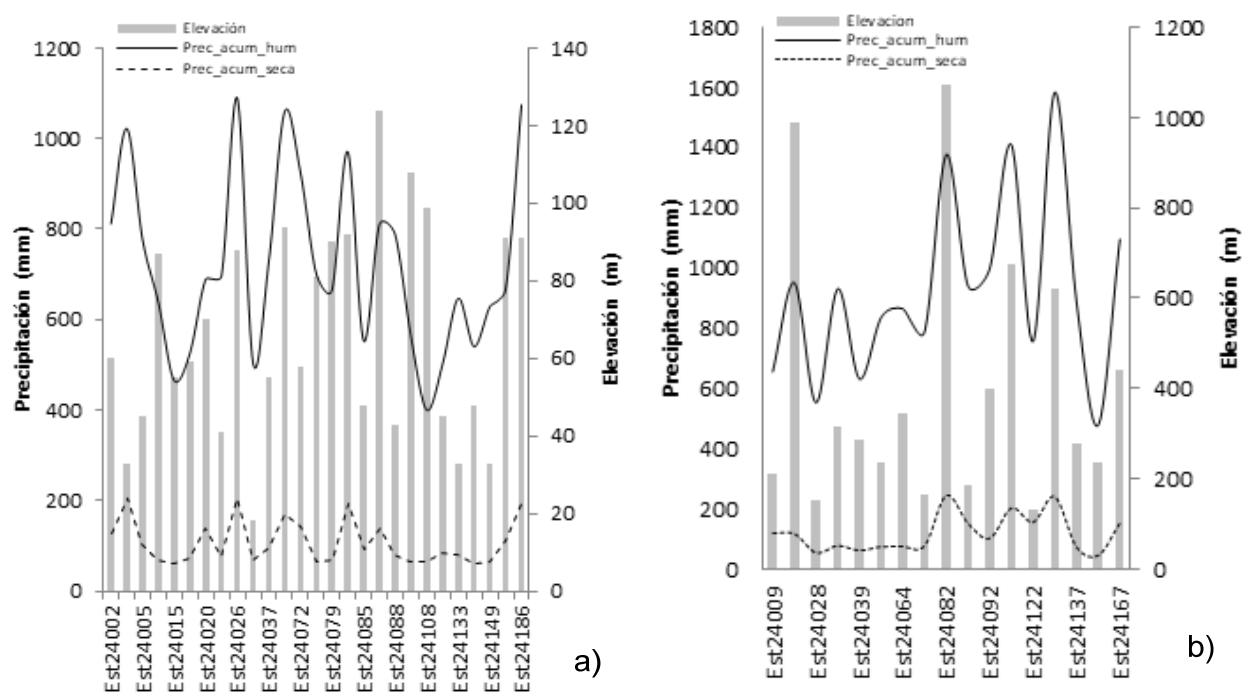 Elevación
Prec_acum_hum
Prec_acum_seca
1200
1000
800
600
400
200
0
140
120
100
80
60
40
20
0
Precipitación (mm)
Elevación (m)
Est24002
Est24005
Est24015
Est24020
Est24026
Est24037
Est24072
Est24079
Est24085
Est24088
Est24108
Est24133
Est24149
Est24186
a)
Elevacion
Prec_acum_hum
Prec_acum_seca
1800
1600
1400
1200
1000
800
600
400
200
0
1200
1000
800
600
400
200
0
Precipitación (mm)
Elevación (m)
Est24009
Est24028
Est24039
Est24064
Est24082
Est24092
Est24122
Est24137
Est24167
b)